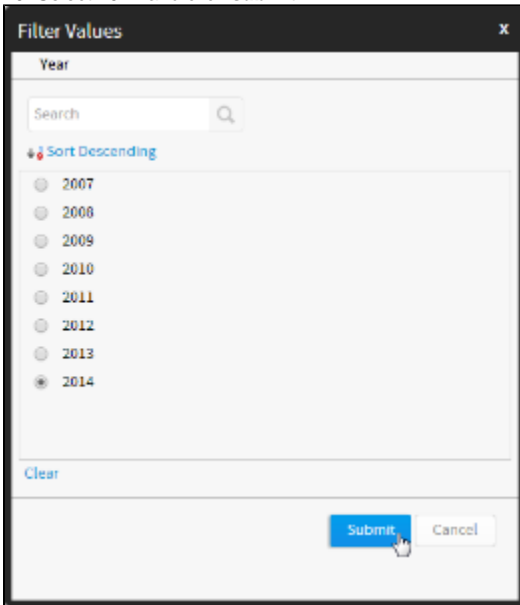 Filter Values x
Year
Search
Sort Descending
2007
2008
2009
2010
2011
2012
2013
2014
Clear
Submit Cancel